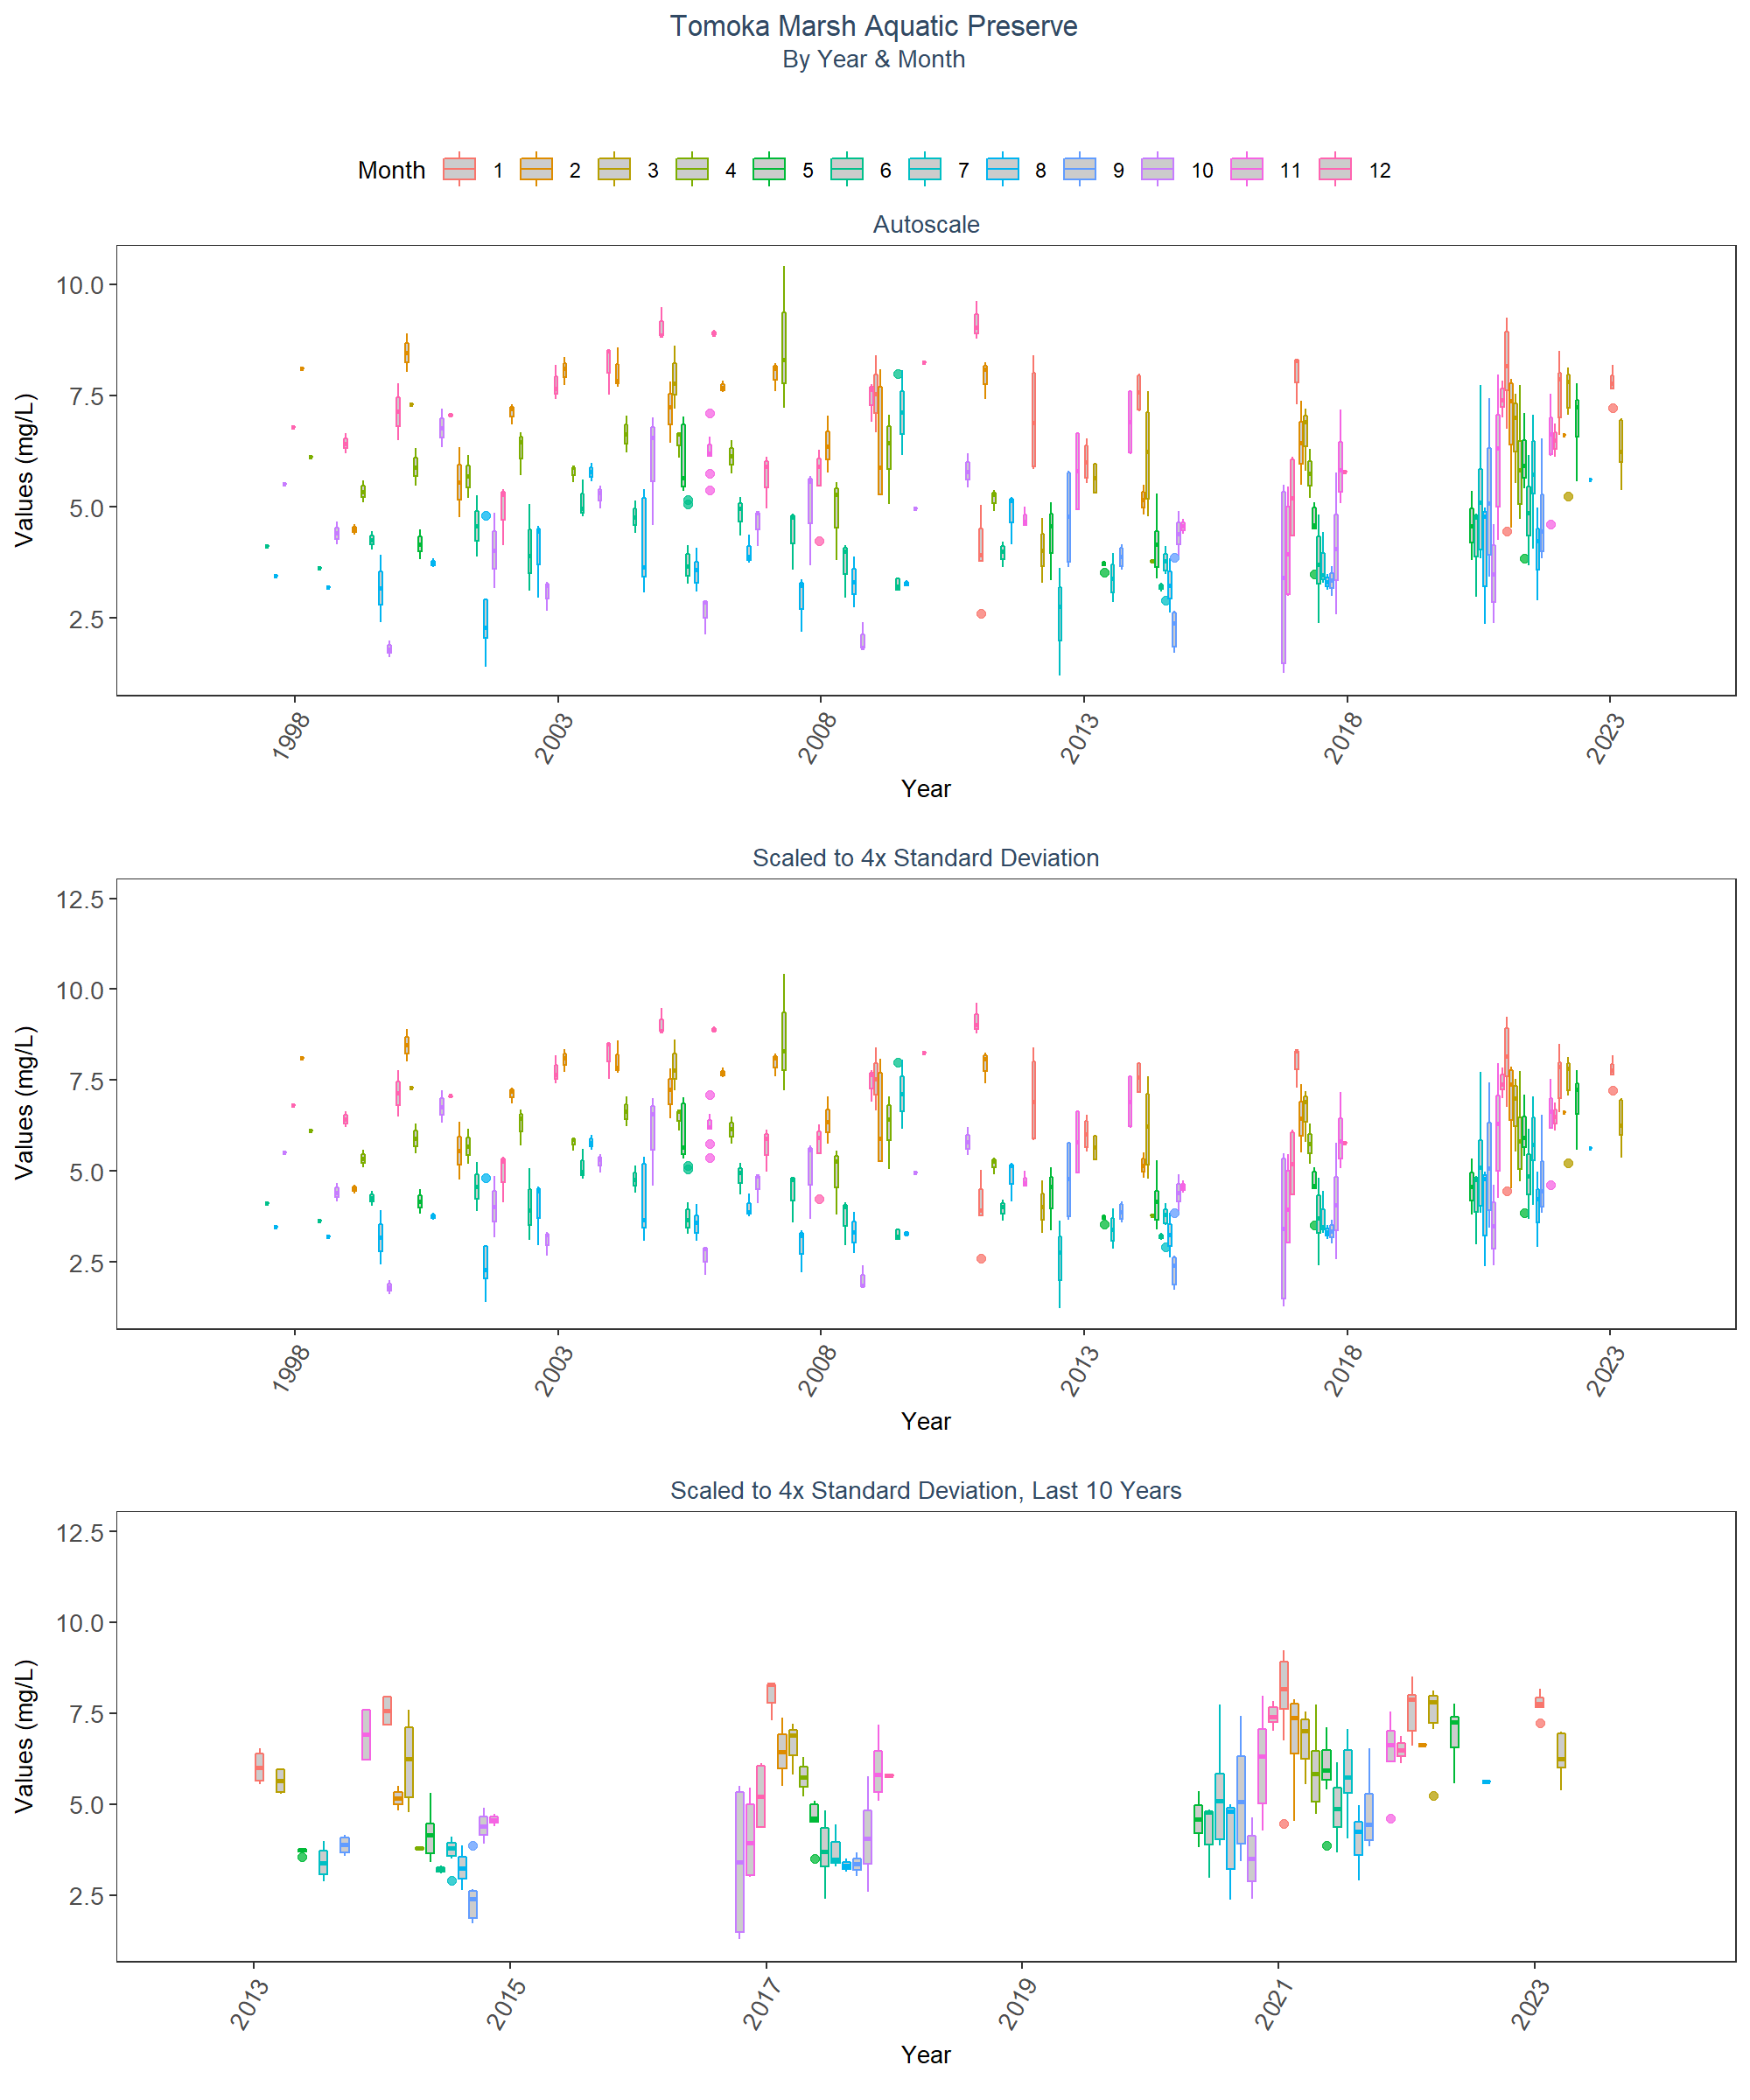 Tomoka Marsh Aquatic Preserve
By Year & Month
Month 1 2 3 4 5 6 7 8 9 10 11 12
Autoscale
Values (mg/L)
10.0
7.5
5.0
2.5
1998 2003 2008 2013 2018 2023
Year
Scaled to 4x Standard Deviation
Values (mg/L)
12.5
10.0
7.5
5.0
2.5
1998 2003 2008 2013 2018 2023
Year
Scaled to 4x Standard Deviation, Last 10 Years
Values (mg/L)
12.5
10.0
7.5
5.0
2.5
2013 2015 2017 2019 2021 2023
Year